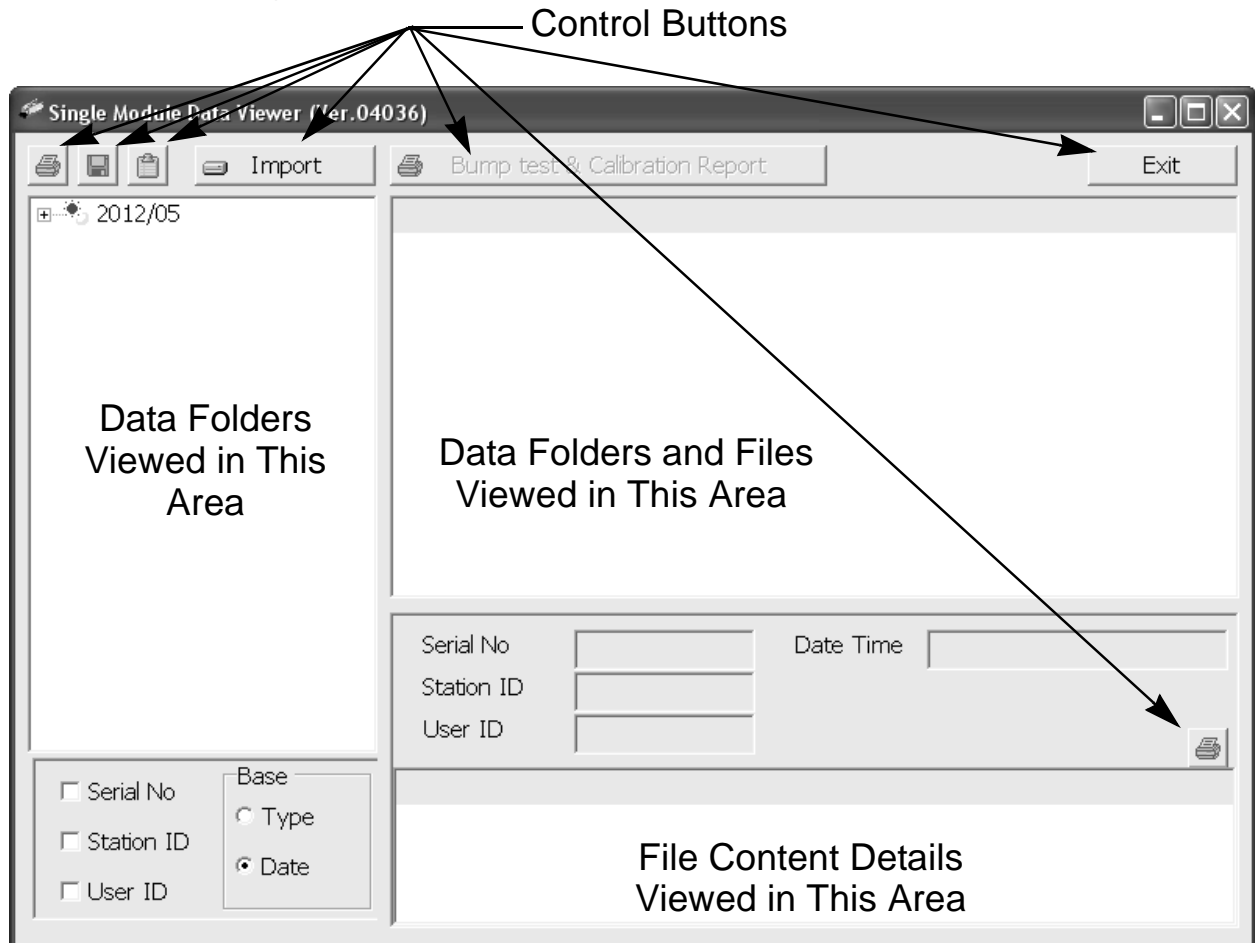 Control Buttons
Single Module Data Viewer (Ver.04036)
Import
Bump test & Calibration Report
Exit
2012/05
Data Folders
Viewed in This
Area
Data Folders and Files
Viewed in This Area
Serial No
Date Time
Station ID
User ID
Serial No
Station ID
User ID
Base
Type
Date
File Content Details
Viewed in This Area